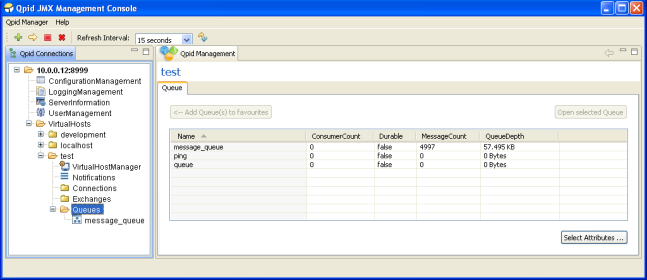 Qpid JMX Management Console
Qpid Manager Help
Refresh Interval: 15 seconds
Qpid Connections
10.0.0.12:8999
ConfigurationManagement
LoggingManagement
ServerInformation
UserManagement
VirtualHosts
development
localhost
test
VirtualHostManager
Notifications
Connections
Exchanges
Queues
message_queue
Qpid Management
test
Queue
<-- Add Queue(s) to favourites Open selected Queue
Name ConsumerCount Durable MessageCount QueueDepth
message_queue 0 false 4997 57.495 KB
ping 0 false 0 0 Bytes
queue 0 false 0 0 Bytes
Select Attributes ...